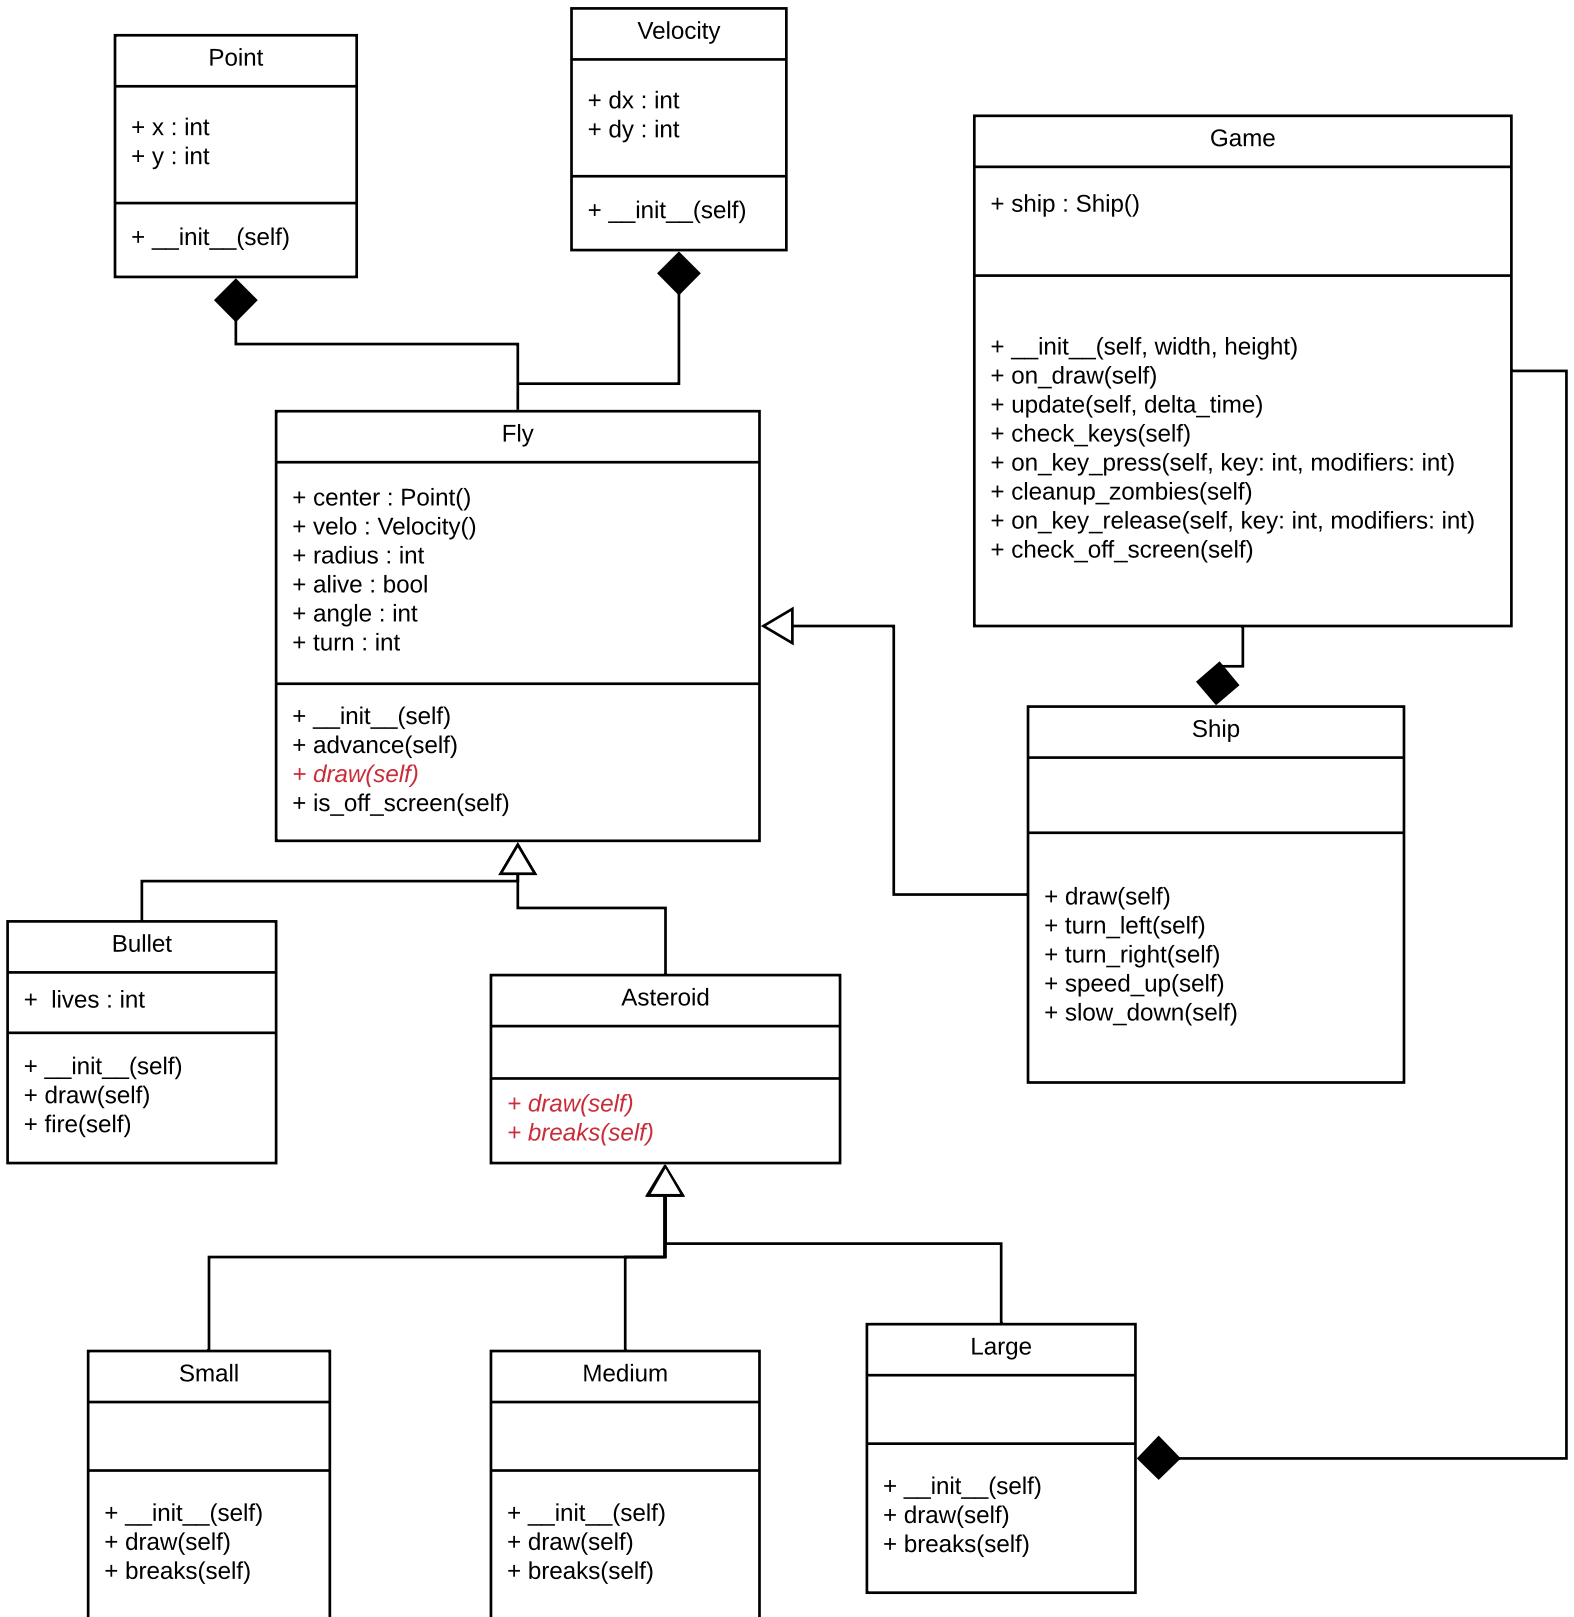 Point
+ x : int
+ y : int
+ __init__(self)
Velocity
+ dx : int
+ dy : int
+ __init__(self)
Game
+ ship : Ship()
+ __init__(self, width, height)
+ on_draw(self)
+ update(self, delta_time)
+ check_keys(self)
+ on_key_press(self, key: int, modifiers: int)
+ cleanup_zombies(self)
+ on_key_release(self, key: int, modifiers: int)
+ check_off_screen(self)
Fly
+ center : Point()
+ velo : Velocity()
+ radius : int
+ alive : bool
+ angle : int
+ turn : int
+ __init__(self)
+ advance(self)
+ draw(self)
+ is_off_screen(self)
Ship
+ draw(self)
+ turn_left(self)
+ turn_right(self)
+ speed_up(self)
+ slow_down(self)
Bullet
+  lives : int
+ __init__(self)
+ draw(self)
+ fire(self)
Asteroid
+ draw(self)
+ breaks(self)
Small
+ __init__(self)
+ draw(self)
+ breaks(self)
Medium
+ __init__(self)
+ draw(self)
+ breaks(self)
Large
+ __init__(self)
+ draw(self)
+ breaks(self)